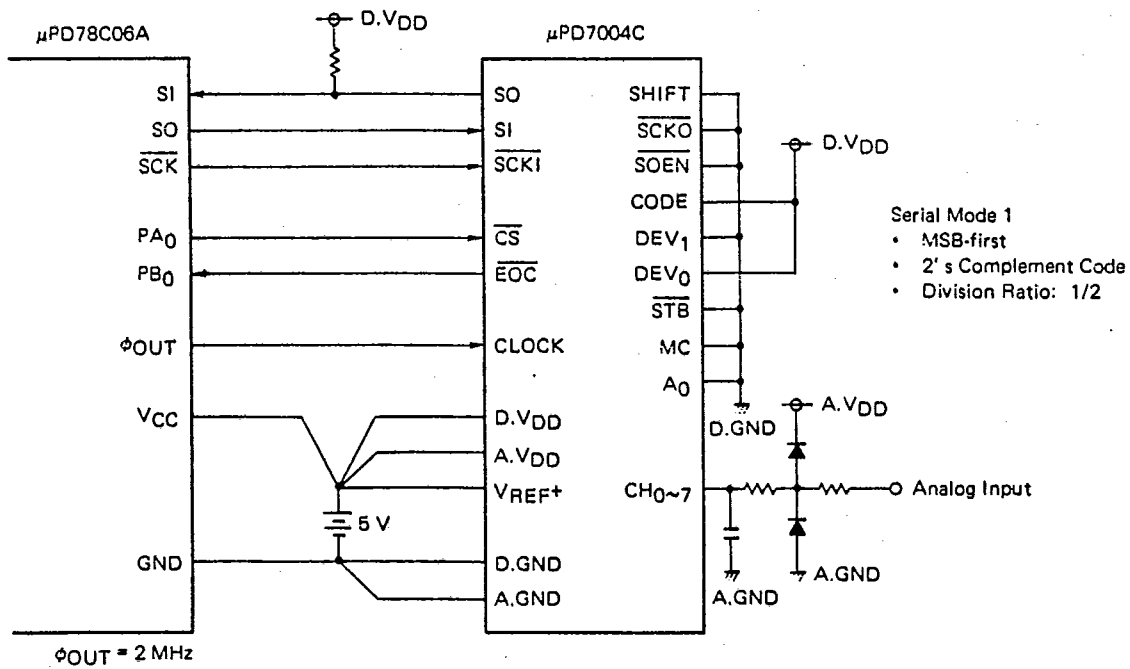 D.VDD
μPD78C06A
μPD7004C
SI
SO
SHIFT
SO
SI
SCKO
D.VDD
SCK
SCKI
SOEN
CODE
Serial Mode 1
• MSB-first
• 2's Complement Code
• Division Ratio: 1/2
PA0
CS
DEV1
PB0
EOC
DEV0
STB
φOUT
CLOCK
MC
A0
VCC
D.VDD
D.GND
A.VDD
A.VDD
VREF+
CH0~7
Analog Input
5 V
GND
D.GND
A.GND
A.GND
A.GND
φOUT = 2 MHz